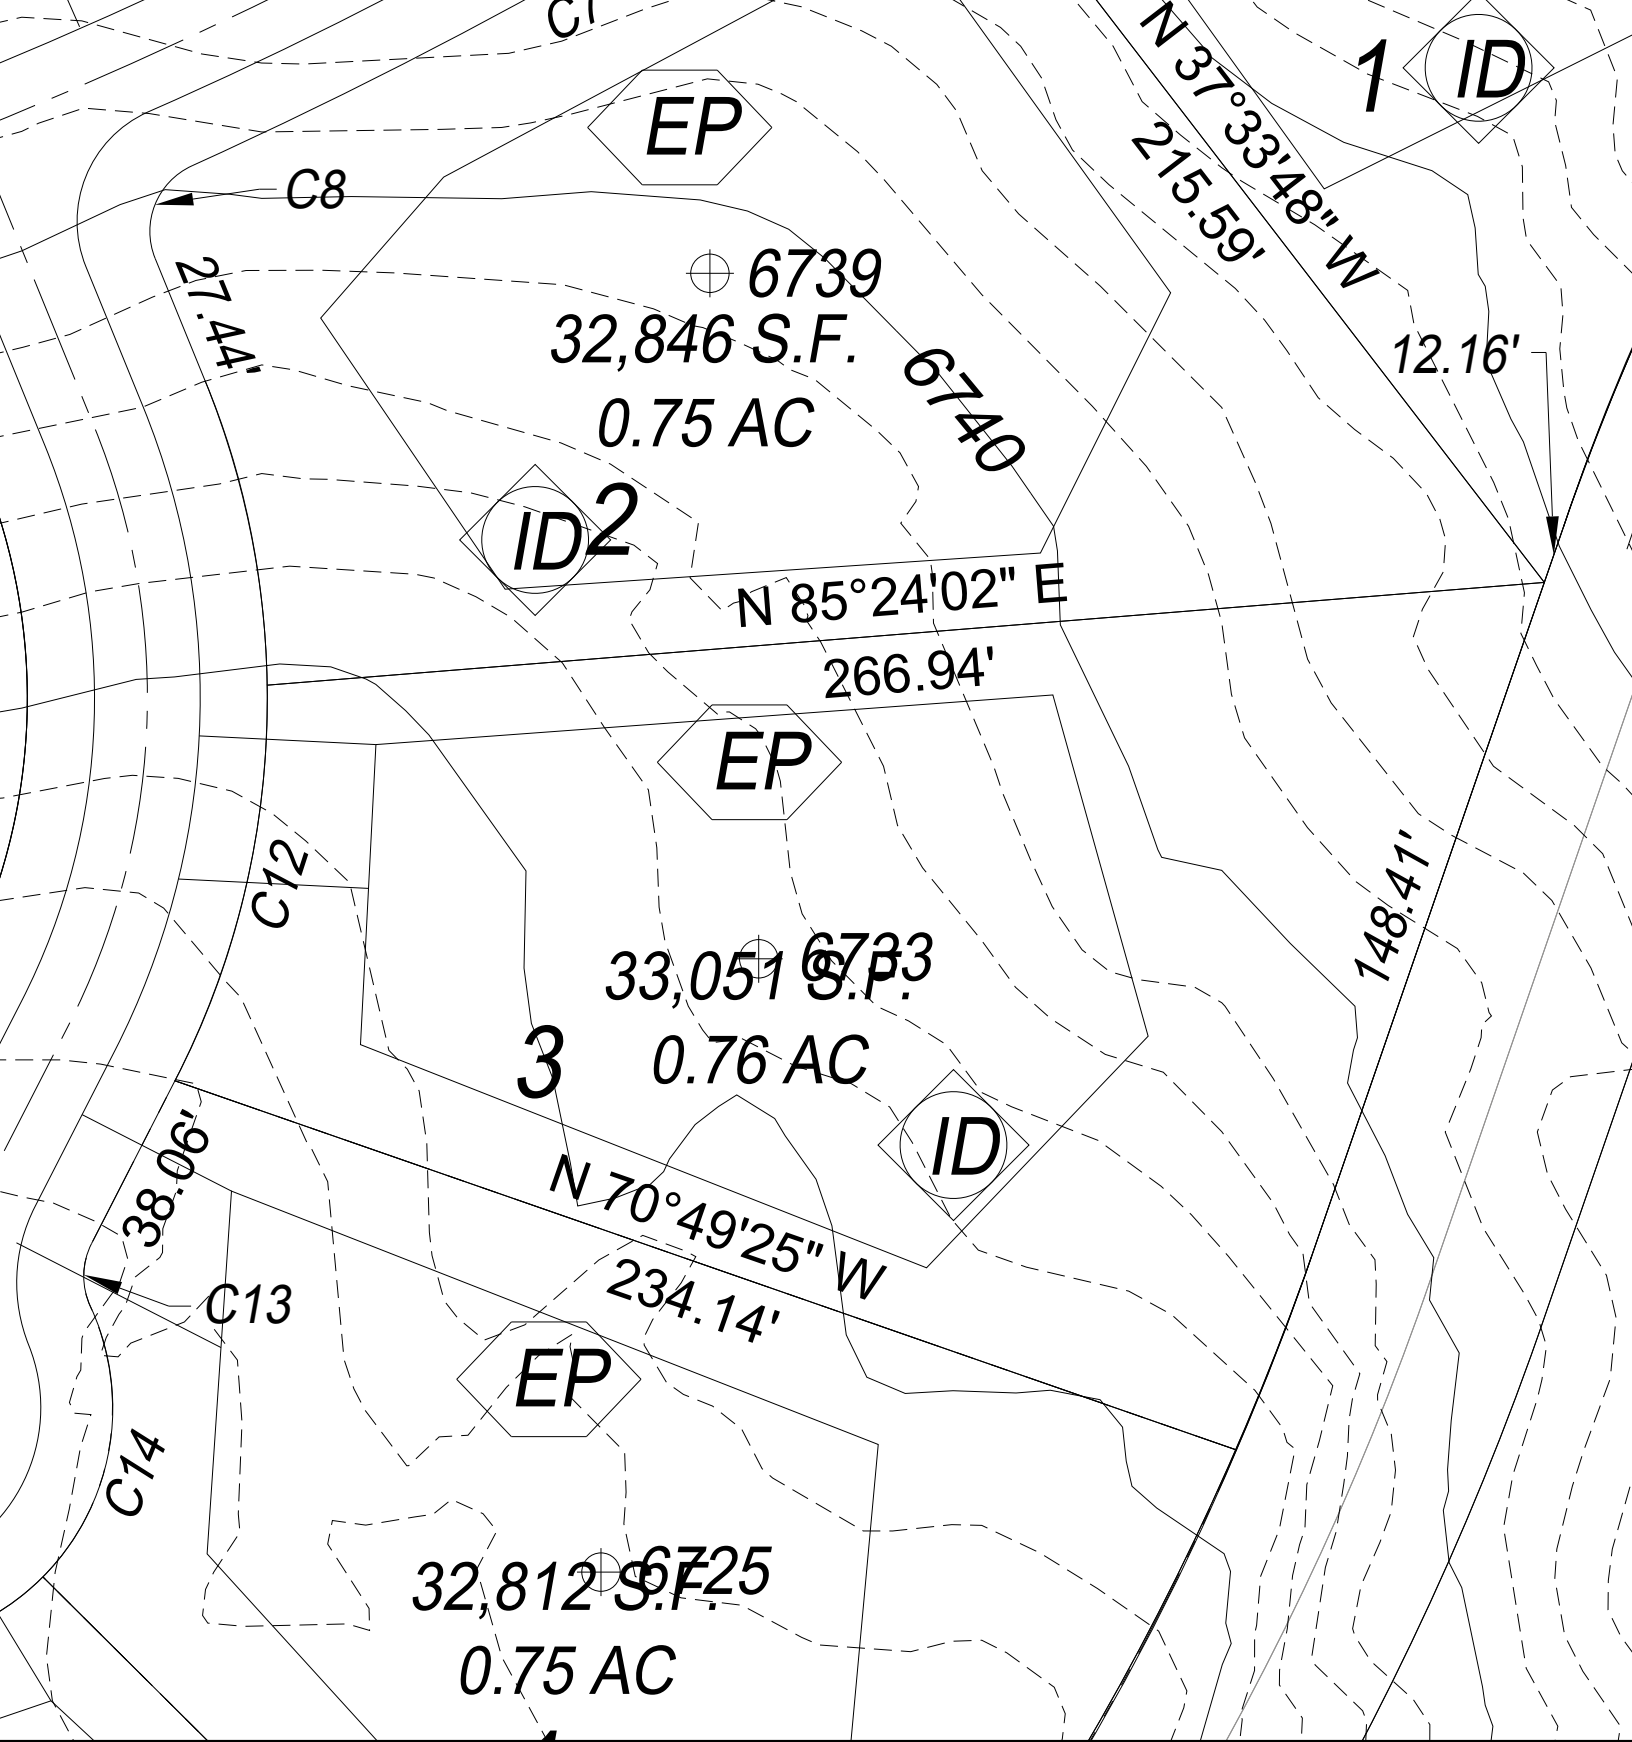 C7
1
ID
EP
N 37°33'48" W
215.59'
C8
6739
27.44'
32,846 S.F.
0.75 AC
6740
12.16'
ID
2
N 85°24'02" E
266.94'
EP
C12
148.41'
6733
33,051 S.F.
0.76 AC
3
ID
38.06'
N 70°49'25" W
234.14'
C13
EP
C14
6725
32,812 S.F.
0.75 AC